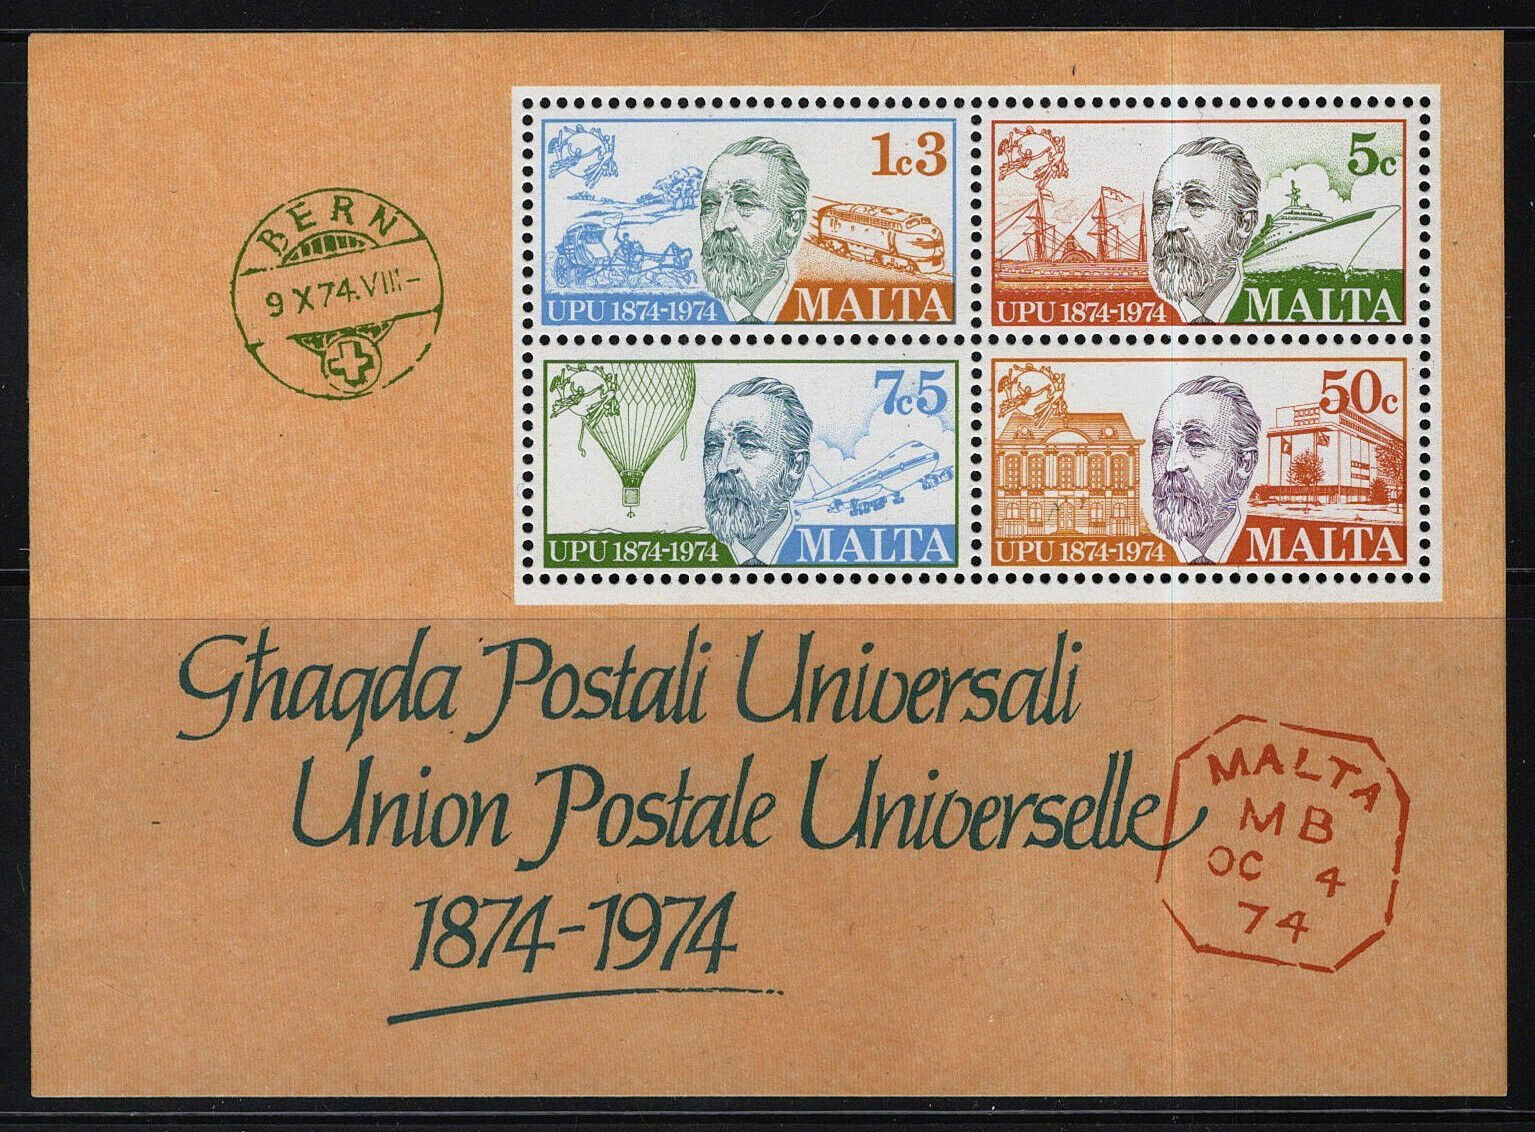 BERN
9 X 74.VIII-
1c3
UPU 1874-1974 MALTA
5c
UPU 1874-1974 MALTA
7c5
UPU 1874-1974 MALTA
50c
UPU 1874-1974 MALTA
Għaqda Postali Universali
Union Postale Universelle
1874-1974
MALTA
MB
OC 4
74